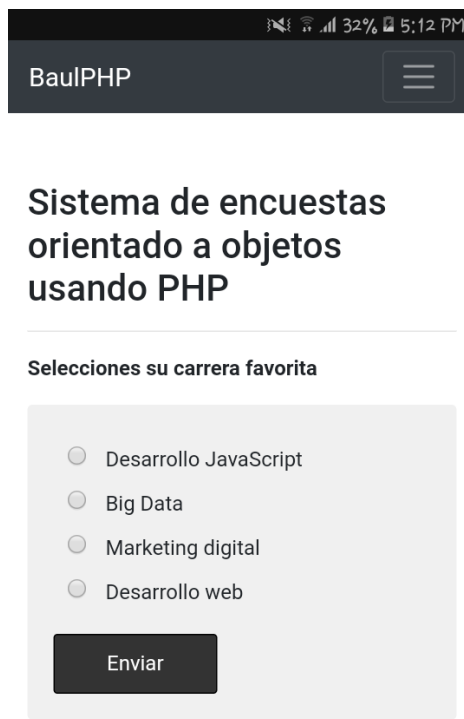 32% 5:12 PM
BaulPHP
Sistema de encuestas
orientado a objetos
usando PHP
Selecciones su carrera favorita
Desarrollo JavaScript
Big Data
Marketing digital
Desarrollo web
Enviar